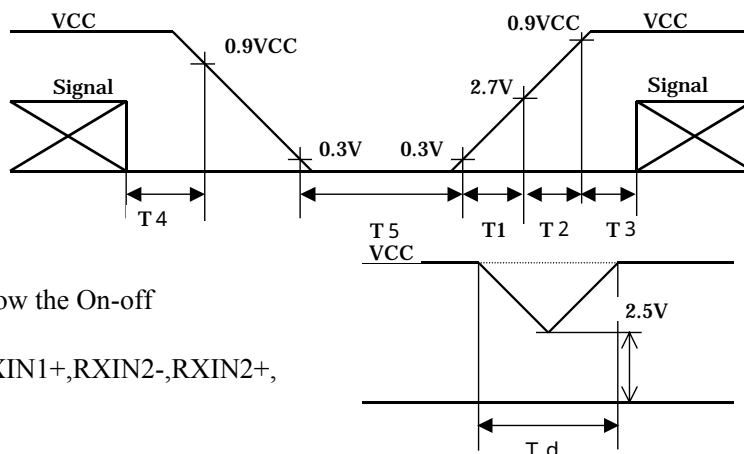 VCC 0.9VCC VCC
0.9VCC
Signal 2.7V Signal
0.3V 0.3V
T4 T5 T1 T2 T3
VCC
ow the On-off
2.5V
XIN1+,RXIN2-,RXIN2+,
Td